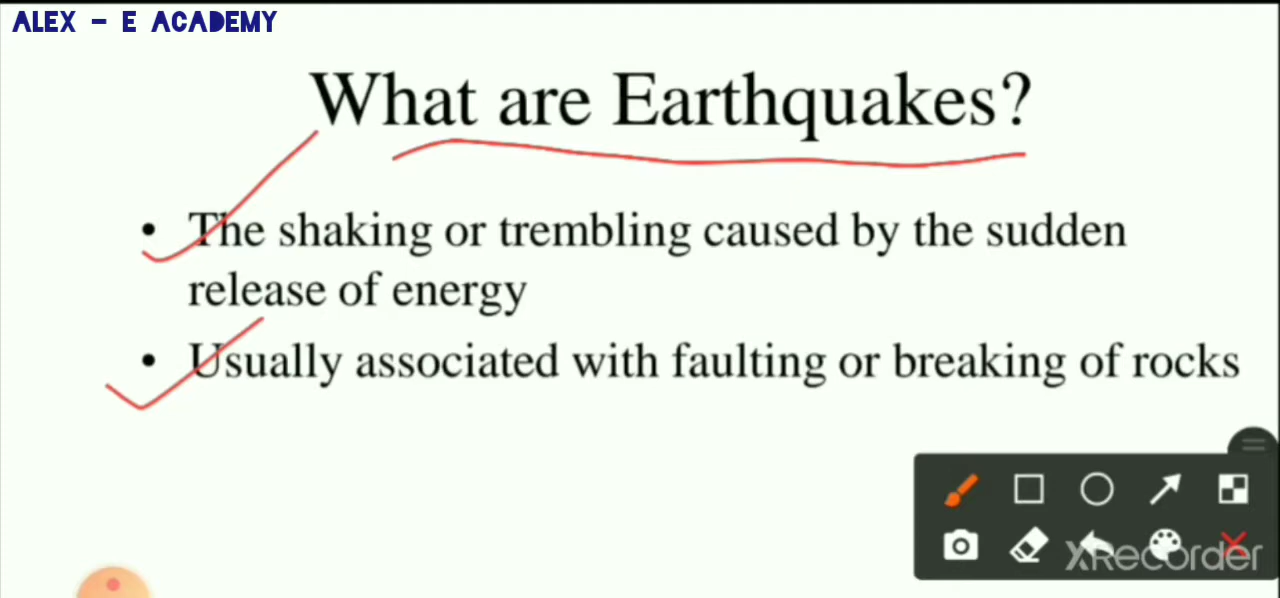 ALEX - E ACADEMY
What are Earthquakes?
• The shaking or trembling caused by the sudden
release of energy
• Usually associated with faulting or breaking of rocks
XRecorder